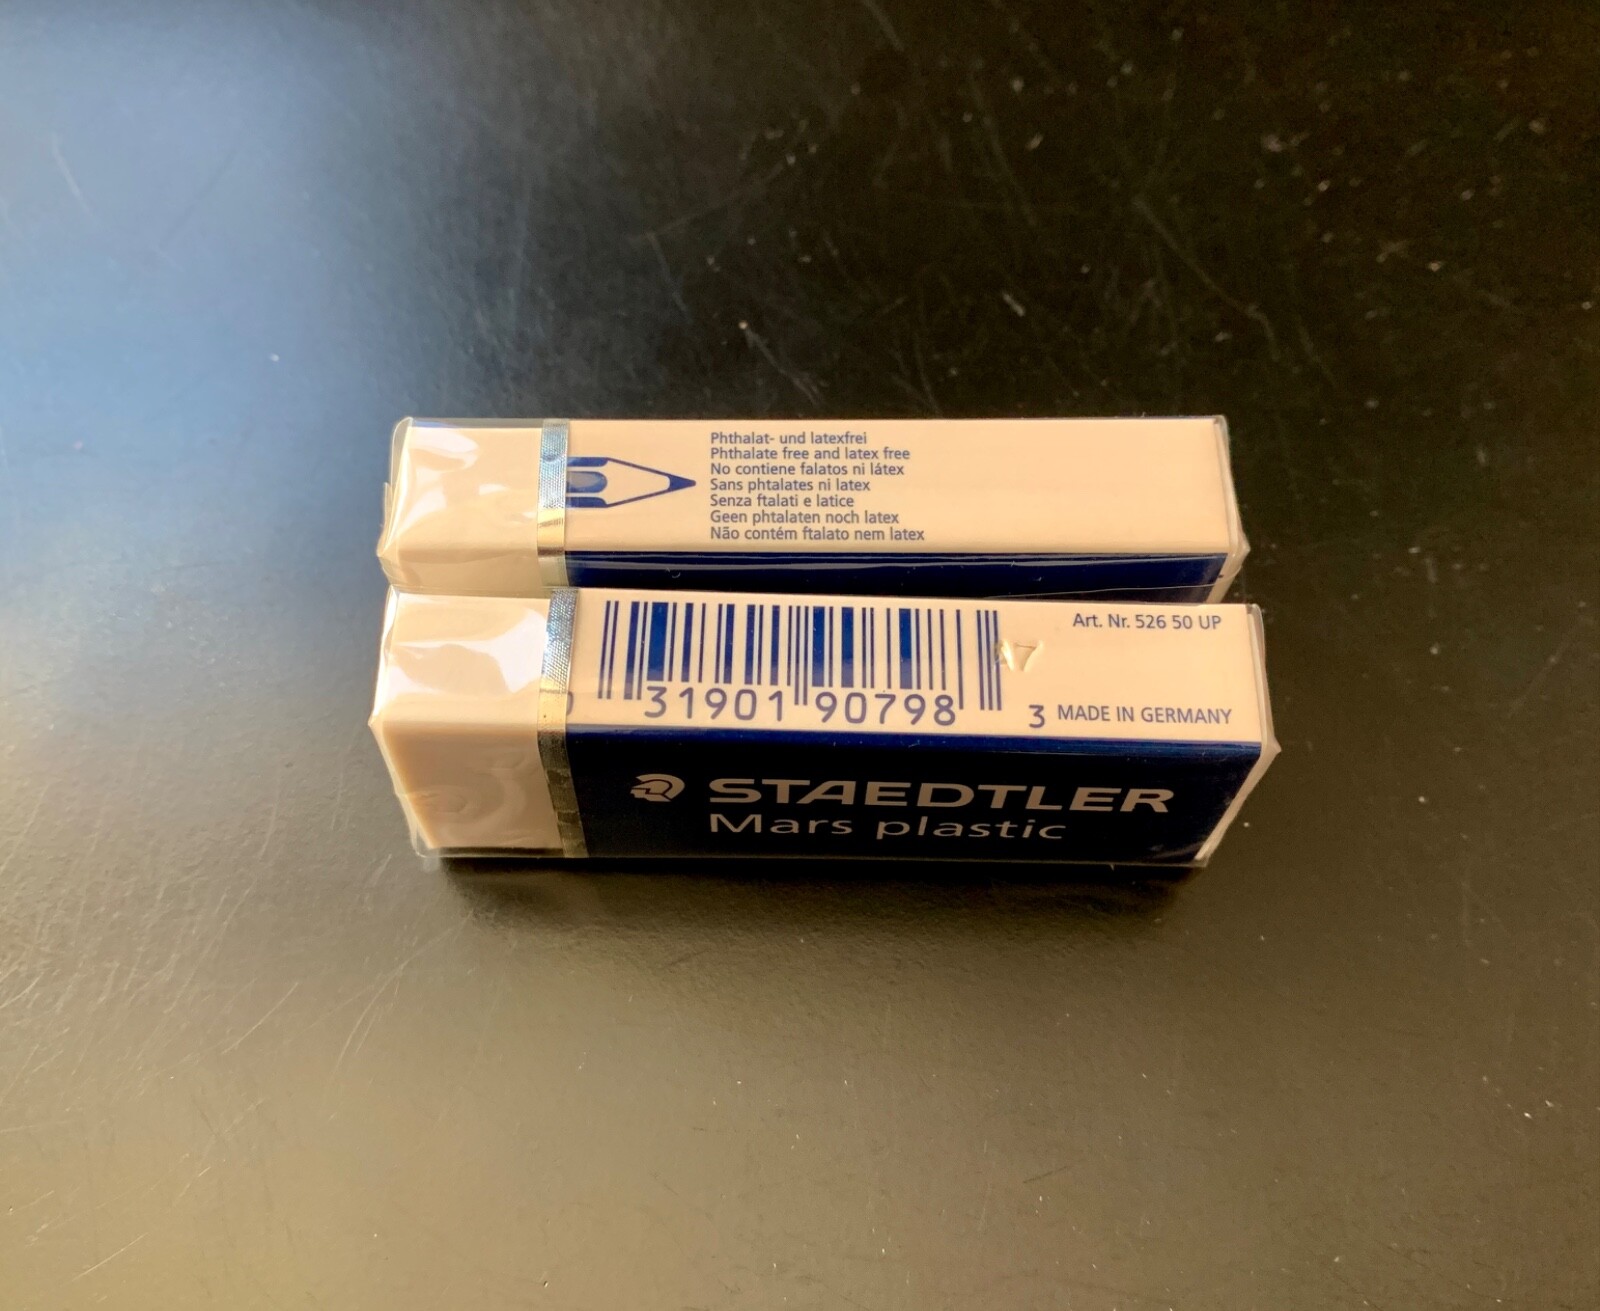 Phthalat- und latexfrei
Phthalate free and latex free
No contiene falatos ni látex
Sans phtalates ni latex
Senza ftalati e latice
Geen phtalaten noch latex
Não contém ftalato nem latex
Art. Nr. 526 50 UP
31901 90798 3
MADE IN GERMANY
STAEDTLER
Mars plastic